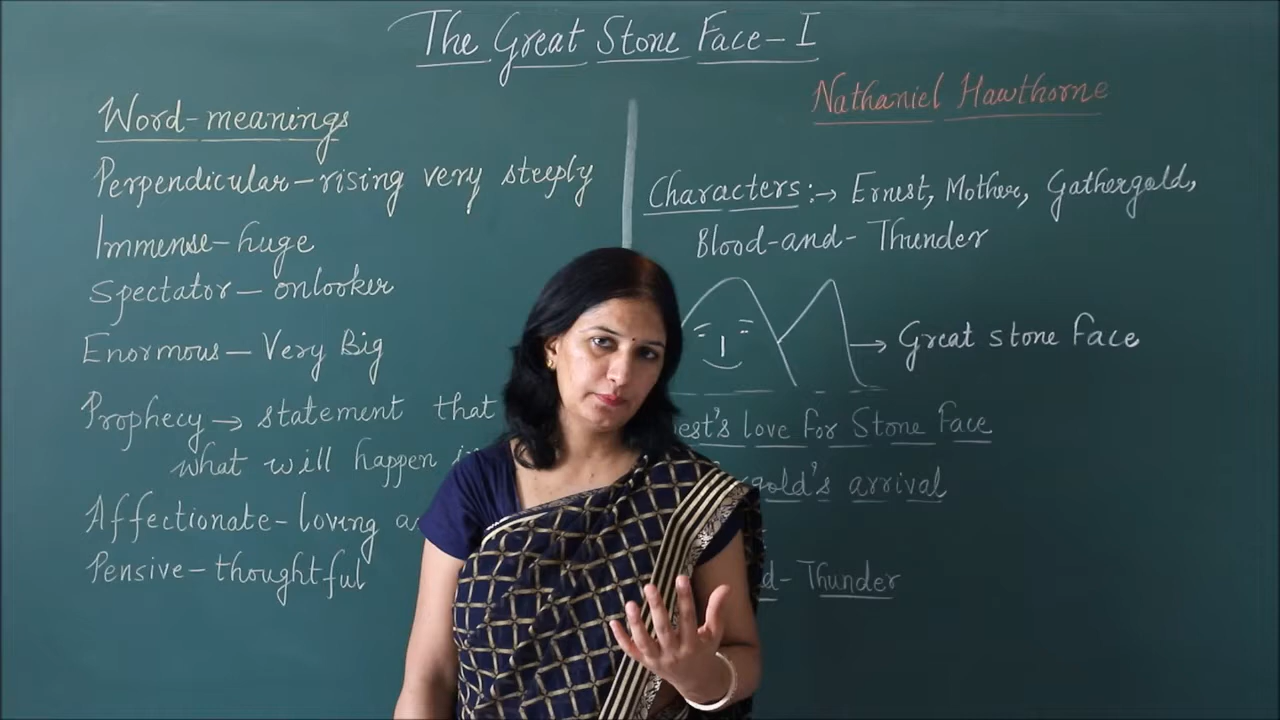 The Great Stone Face-I
Nathaniel Hawthorne
Word-meanings
Perpendicular-rising very steeply
Immense-huge
Spectator-onlooker
Enormous-Very Big
Prophecy→statement that
what will happen
Affectionate-loving
Pensive-thoughtful
Characters:→ Ernest, Mother, Gathergold,
Blood-and-Thunder
→Great stone face
love for Stone Face
arrival
Thunder